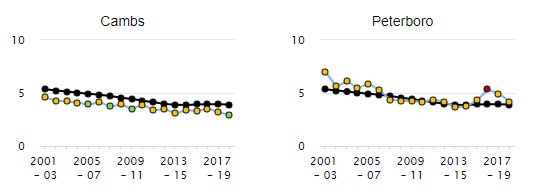 Cambs
10
5
0
2001 2005 2009 2013 2017
– 03 – 07 – 11 – 15 – 19
Peterboro
10
5
0
2001 2005 2009 2013 2017
– 03 – 07 – 11 – 15 – 19